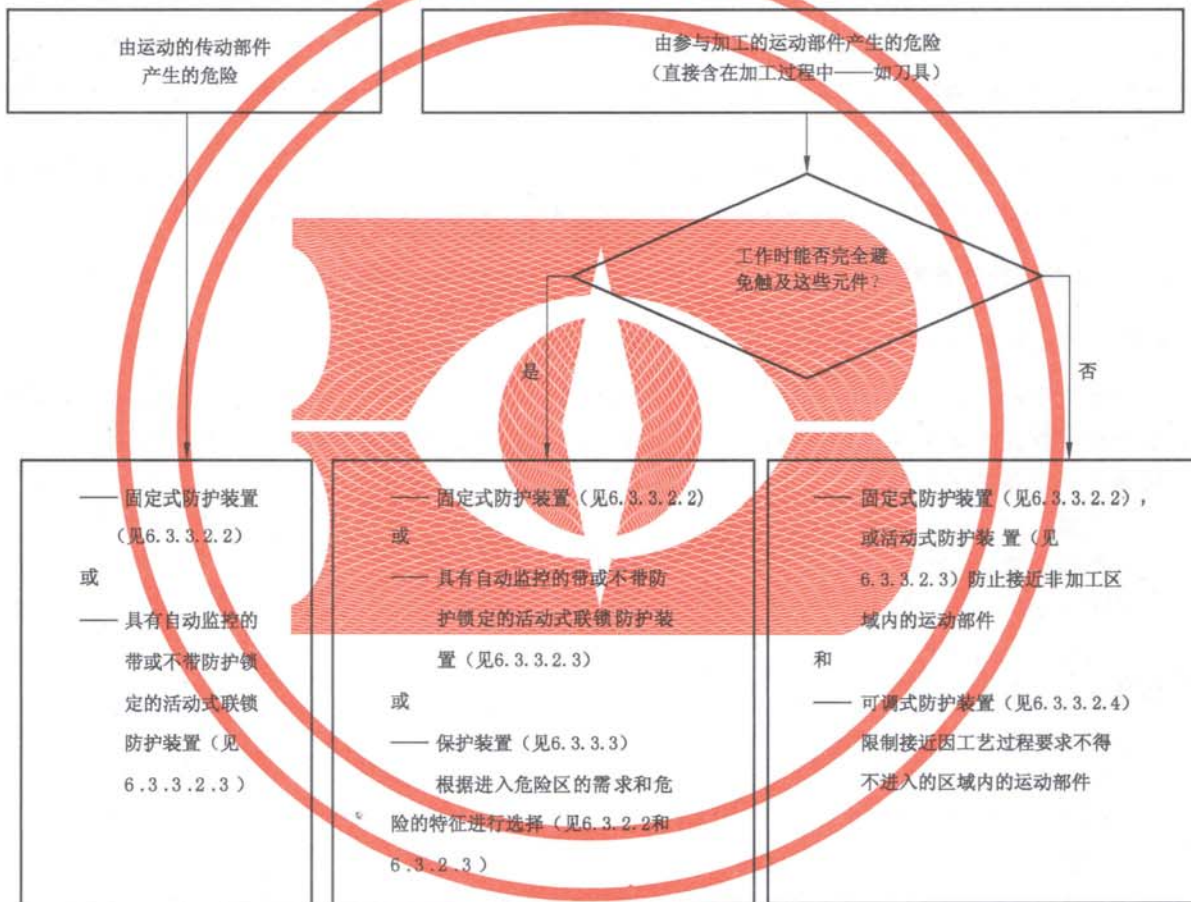 由运动的传动部件
产生的危险
由参与加工的运动部件产生的危险
（直接含在加工过程中——如刀具）
工作时能否完全避
免触及这些元件？
是
否
—— 固定式防护装置
（见6.3.3.2.2）
或
—— 具有自动监控的
带或不带防护锁
定的活动式联锁
防护装置（见
6.3.3.2.3）
—— 固定式防护装置（见6.3.3.2.2）
或
—— 具有自动监控的带或不带防
护锁定的活动式联锁防护装
置（见6.3.3.2.3）
或
—— 保护装置（见6.3.3.3）
根据进入危险区的需求和危
险的特征进行选择（见6.3.2.2和
6.3.2.3）
—— 固定式防护装置（见6.3.3.2.2），
或活动式防护装 置（见
6.3.3.2.3）防止接近非加工区
域内的运动部件
和
—— 可调式防护装置（见6.3.3.2.4）
限制接近因工艺过程要求不得
不进入的区域内的运动部件